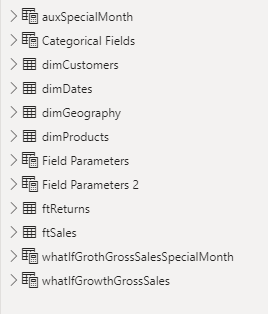 auxSpecialMonth
Categorical Fields
dimCustomers
dimDates
dimGeography
dimProducts
Field Parameters
Field Parameters 2
ftReturns
ftSales
whatIfGrothGrossSalesSpecialMonth
whatIfGrowthGrossSales